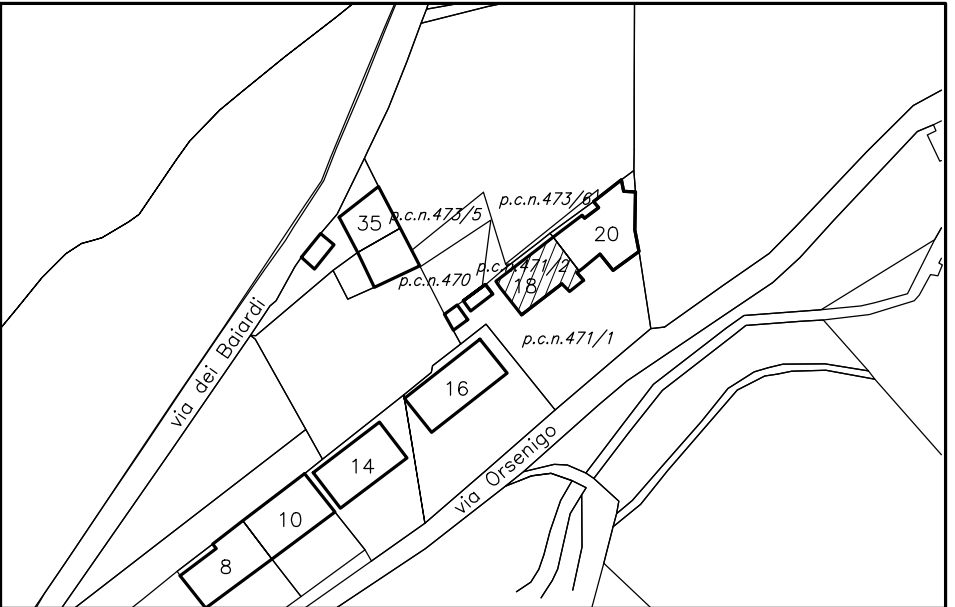 p.c.n.473/6
35
p.c.n.473/5
20
p.c.n.471/2
p.c.n.470
18
p.c.n.471/1
via dei Baiardi
16
via Orsenigo
14
10
8